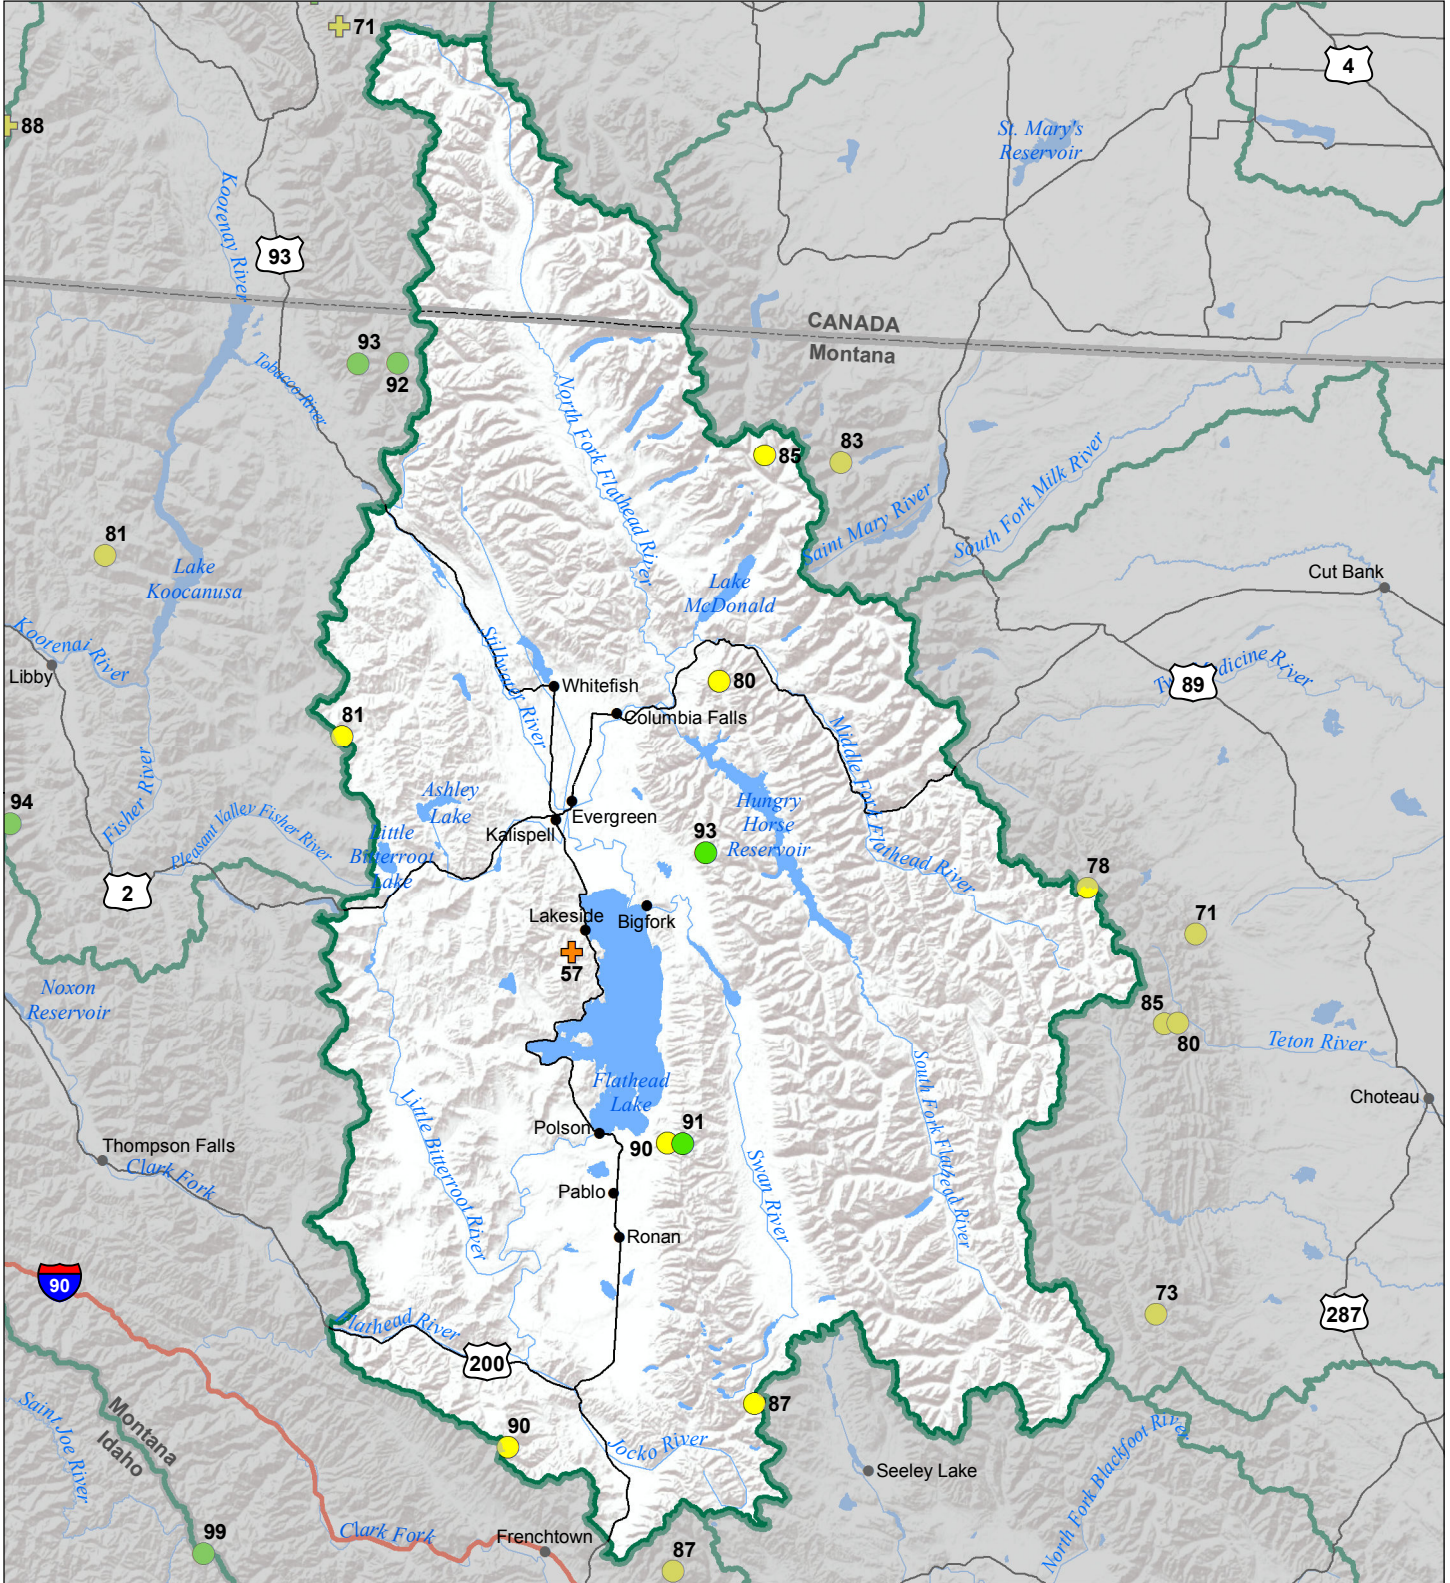 71
4
88
St. Mary's
Reservoir
Kootenay River
93
CANADA
Montana
93
92
Tobacco River
North Fork Flathead River
85
83
Saint Mary River
South Fork Milk River
81
Lake
Koocanusa
Lake
McDonald
Cut Bank
Kootenai River
Libby
Stillwater River
Whitefish
80
Columbia Falls
89
81
Middle Fork Flathead River
Fisher River
94
Ashley
Lake
Evergreen
Kalispell
Hungry
Horse
Reservoir
93
Pleasant Valley Fisher River
Little
Bitterroot
Lake
2
78
Lakeside
Bigfork
71
57
Noxon
Reservoir
85
80
Teton River
Flathead
Lake
Little Bitterroot River
South Fork Flathead River
Choteau
Polson
90
91
Thompson Falls
Clark Fork
Swan River
Pablo
Ronan
90
73
287
Flathead River
200
87
Montana
Idaho
Saint Joe River
90
Jocko River
Seeley Lake
North Fork Blackfoot River
99
Clark Fork
Frenchtown
87